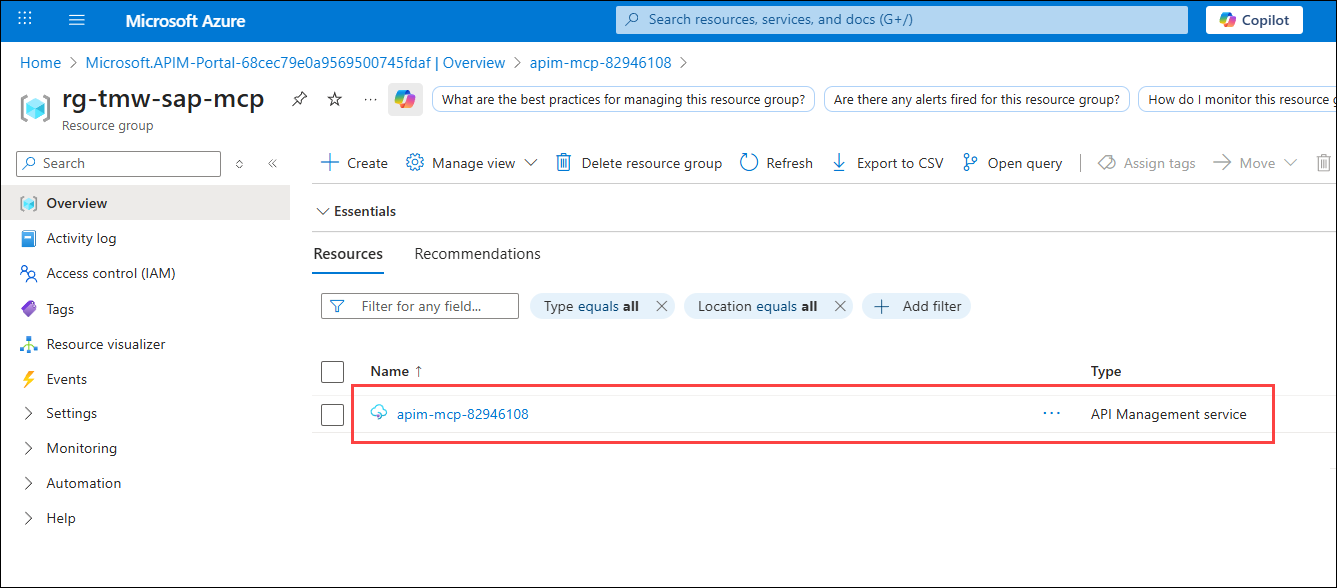 Microsoft Azure
Search resources, services, and docs (G+/)
Copilot
Home > Microsoft.APIM-Portal-68cec79e0a9569500745fdaf | Overview > apim-mcp-82946108 >
rg-tmw-sap-mcp
Resource group
What are the best practices for managing this resource group?
Are there any alerts fired for this resource group?
How do I monitor this resource
Search
Create
Manage view
Delete resource group
Refresh
Export to CSV
Open query
Assign tags
Move
Overview
Activity log
Access control (IAM)
Tags
Resource visualizer
Events
Settings
Monitoring
Automation
Help
Essentials
Resources
Recommendations
Filter for any field...
Type equals all
Location equals all
Add filter
Name ↑
Type
apim-mcp-82946108
API Management service